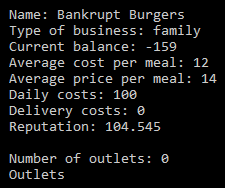 Name: Bankrupt Burgers
Type of business: family
Current balance: -159
Average cost per meal: 12
Average price per meal: 14
Daily costs: 100
Delivery costs: 0
Reputation: 104.545

Number of outlets: 0
Outlets